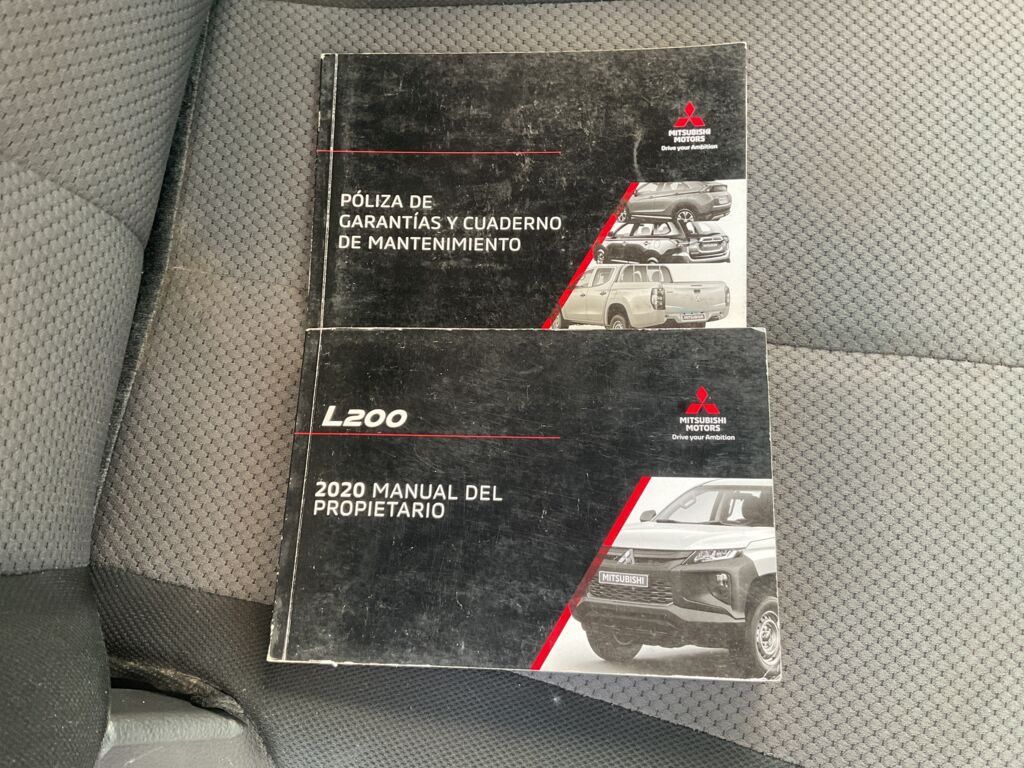 MITSUBISHI
MOTORS
Drive your Ambition
PÓLIZA DE
GARANTÍAS Y CUADERNO
DE MANTENIMIENTO
MITSUBISHI
L200
MITSUBISHI
MOTORS
Drive your Ambition
2020 MANUAL DEL
PROPIETARIO
MITSUBISHI